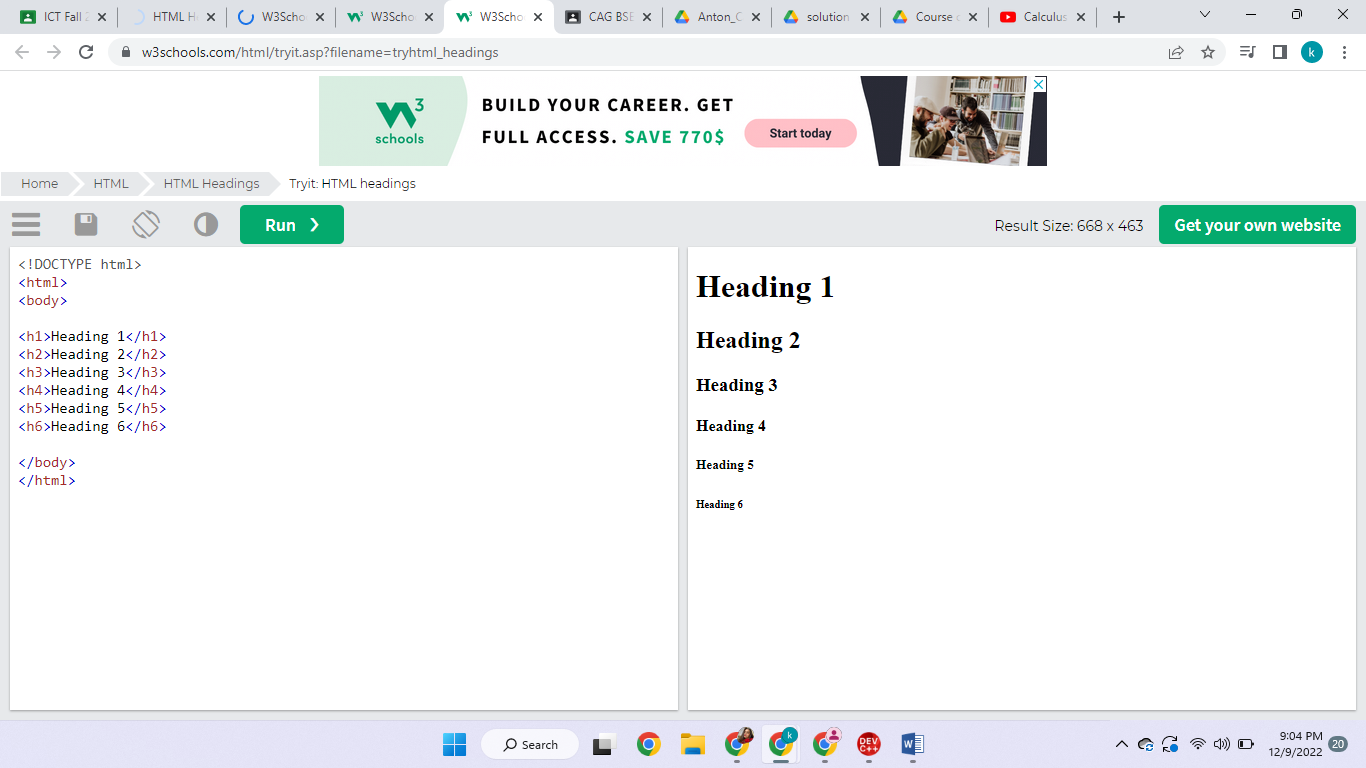 ICT Fall
HTML H
W3Scho
W3Scho
W3Scho
CAG BSE
Anton_C
solution
Course
Calculus
w3schools.com/html/tryit.asp?filename=tryhtml_headings
k
3
schools
BUILD YOUR CAREER. GET
FULL ACCESS. SAVE 770$
Start today
Home
HTML
HTML Headings
Tryit: HTML headings
Run ❯
Result Size: 668 x 463
Get your own website
<!DOCTYPE html>
<html>
<body>
<h1>Heading 1</h1>
<h2>Heading 2</h2>
<h3>Heading 3</h3>
<h4>Heading 4</h4>
<h5>Heading 5</h5>
<h6>Heading 6</h6>
</body>
</html>
Heading 1
Heading 2
Heading 3
Heading 4
Heading 5
Heading 6
Search
k
DEV
C++
W
9:04 PM
12/9/2022
20